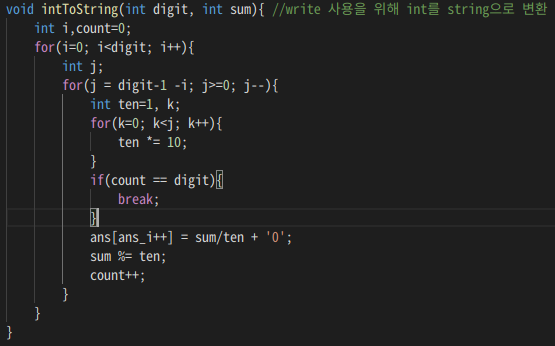 void intToString(int digit, int sum){ //write 사용을 위해 int를 string으로 변환
    int i,count=0;
    for(i=0; i<digit; i++){
        int j;
        for(j = digit-1 -i; j>=0; j--){
            int ten=1, k;
            for(k=0; k<j; k++){
                ten *= 10;
            }
            if(count == digit){
                break;
            }
            ans[ans_i++] = sum/ten + '0';
            sum %= ten;
            count++;
        }
    }
}